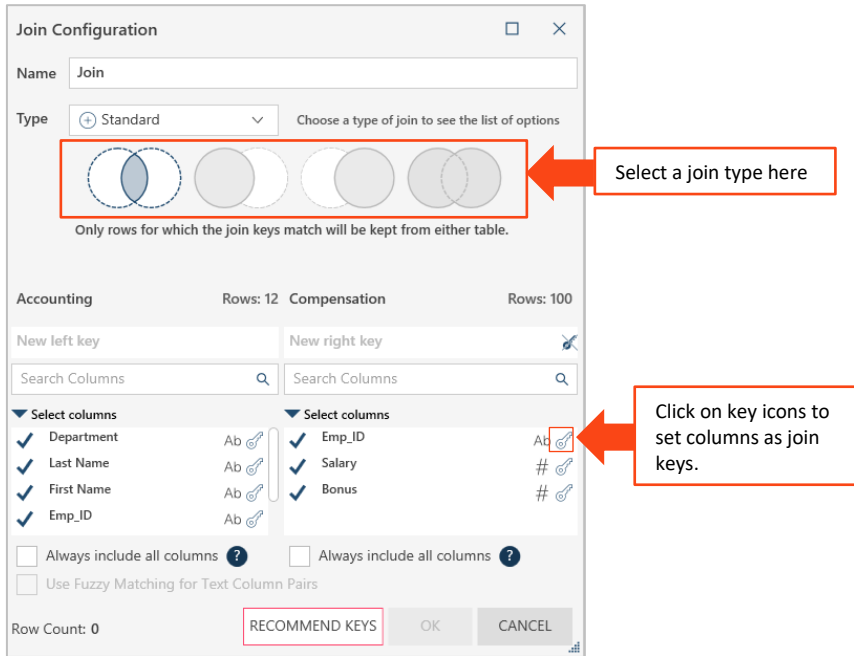 Join Configuration
Name Join
Type Standard Choose a type of join to see the list of options
Select a join type here
Only rows for which the join keys match will be kept from either table.
Accounting Rows: 12 Compensation Rows: 100
New left key New right key
Search Columns Search Columns
Select columns Select columns
Department Ab Emp_ID Ab
Last Name Ab Salary #
First Name Ab Bonus #
Emp_ID Ab
Click on key icons to
set columns as join
keys.
Always include all columns ? Always include all columns ?
Use Fuzzy Matching for Text Column Pairs
Row Count: 0 RECOMMEND KEYS OK CANCEL